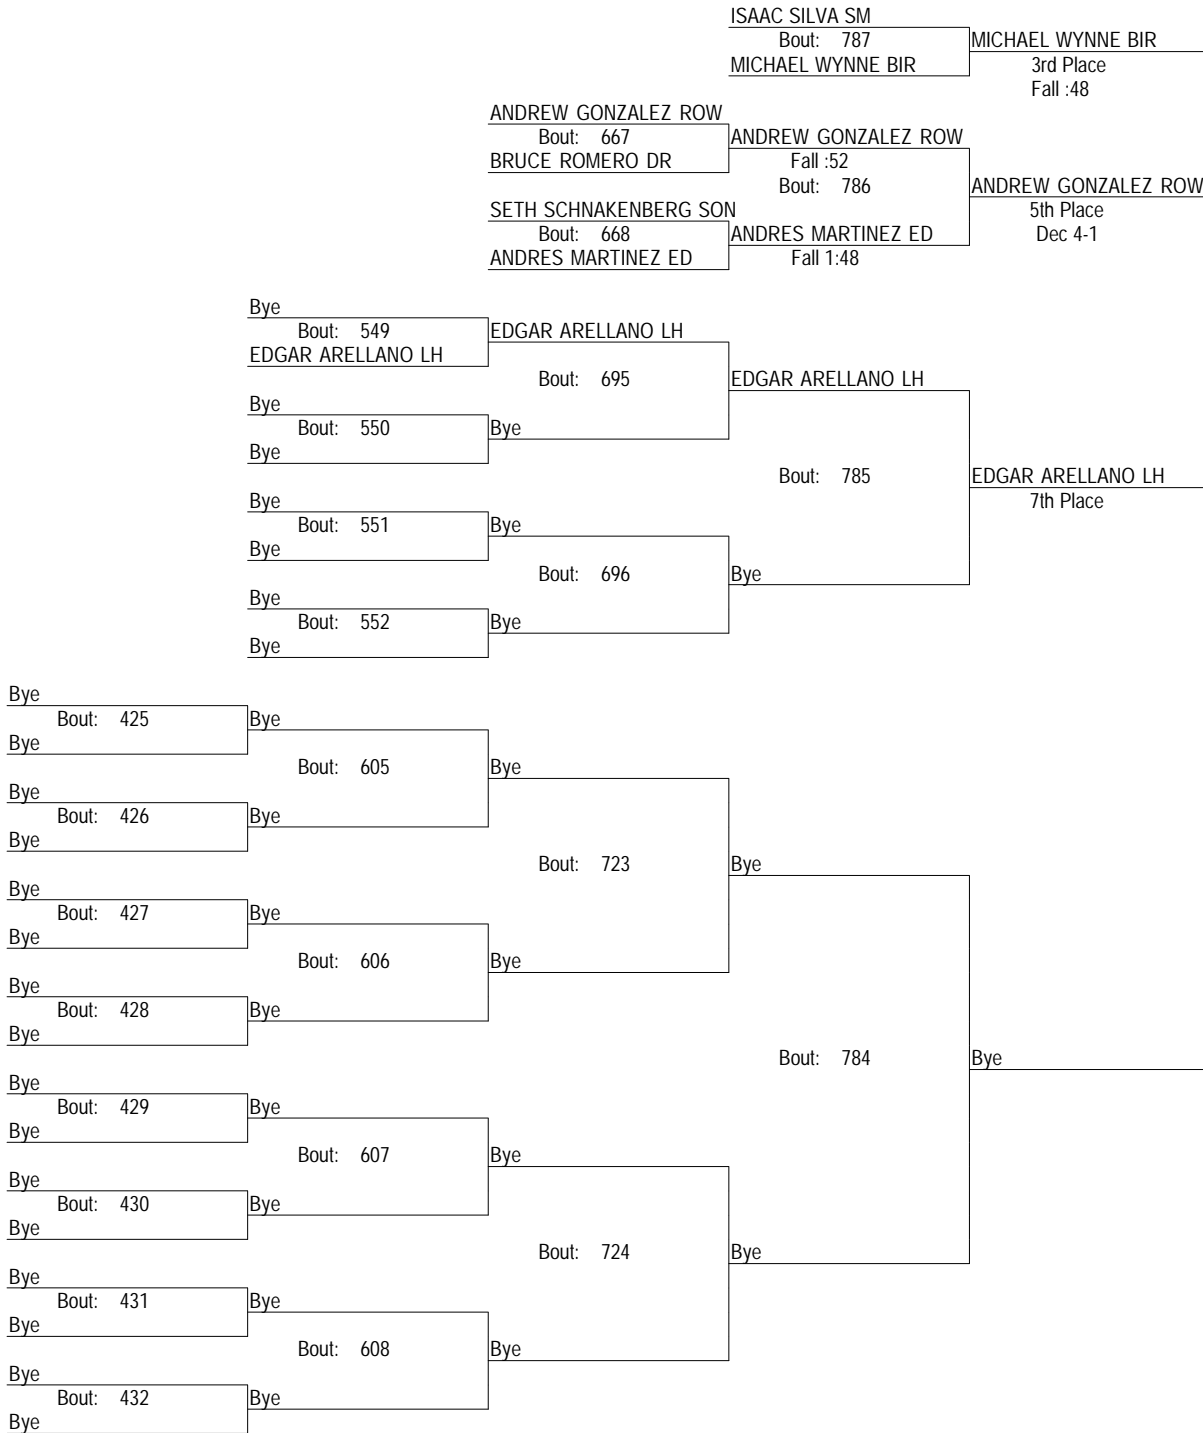 ISAAC SILVA SM
Bout: 787
MICHAEL WYNNE BIR
MICHAEL WYNNE BIR
3rd Place
Fall :48
ANDREW GONZALEZ ROW
Bout: 667
BRUCE ROMERO DR
ANDREW GONZALEZ ROW
Fall :52
Bout: 786
ANDREW GONZALEZ ROW
5th Place
Dec 4-1
SETH SCHNAKENBERG SON
Bout: 668
ANDRES MARTINEZ ED
ANDRES MARTINEZ ED
Fall 1:48
Bye
Bout: 549
EDGAR ARELLANO LH
EDGAR ARELLANO LH
Bout: 695
EDGAR ARELLANO LH
Bye
Bout: 550
Bye
Bye
Bout: 785
EDGAR ARELLANO LH
7th Place
Bye
Bout: 551
Bye
Bye
Bout: 696
Bye
Bye
Bout: 552
Bye
Bye
Bye
Bout: 425
Bye
Bye
Bout: 605
Bye
Bye
Bout: 426
Bye
Bye
Bout: 723
Bye
Bye
Bout: 427
Bye
Bye
Bout: 606
Bye
Bye
Bout: 428
Bye
Bye
Bout: 784
Bye
Bye
Bout: 429
Bye
Bye
Bout: 607
Bye
Bye
Bout: 430
Bye
Bye
Bout: 724
Bye
Bye
Bout: 431
Bye
Bye
Bout: 608
Bye
Bye
Bout: 432
Bye
Bye